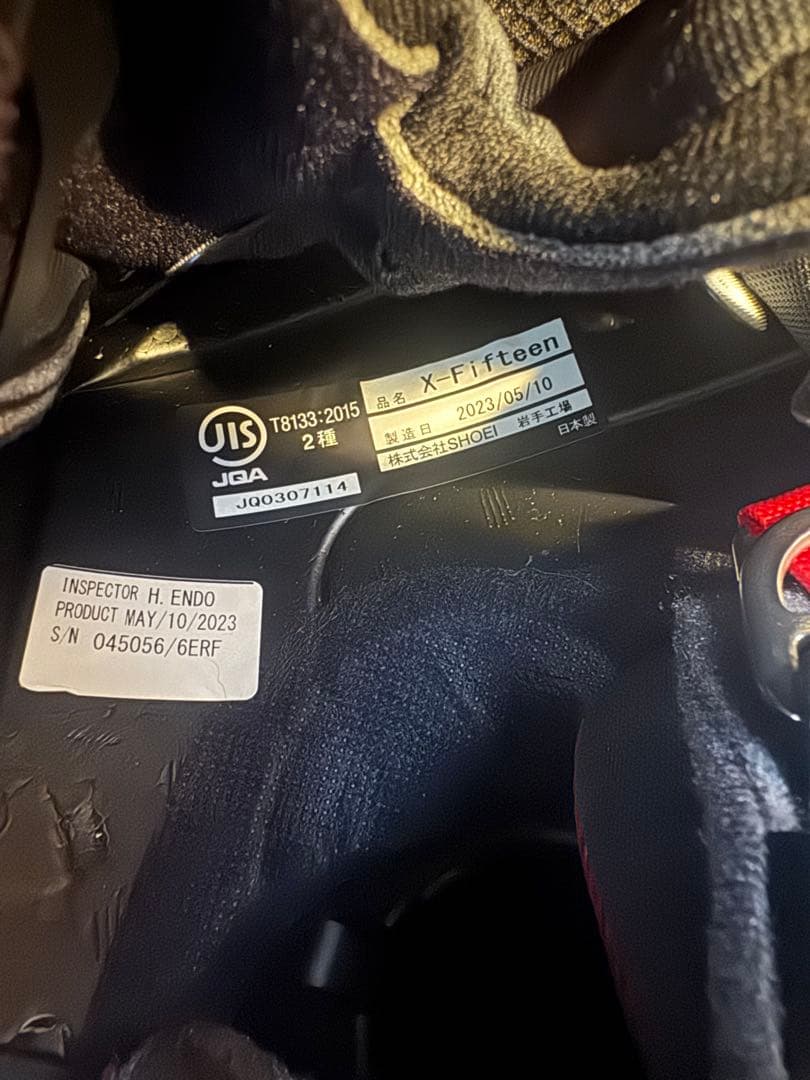 JIS
JQA
T8133:2015
2種
JQ0307114
品名 X-Fifteen
製造日 2023/05/10
株式会社SHOEI 岩手工場
日本製
INSPECTOR H. ENDO
PRODUCT MAY/10/2023
S/N 045056/6ERF